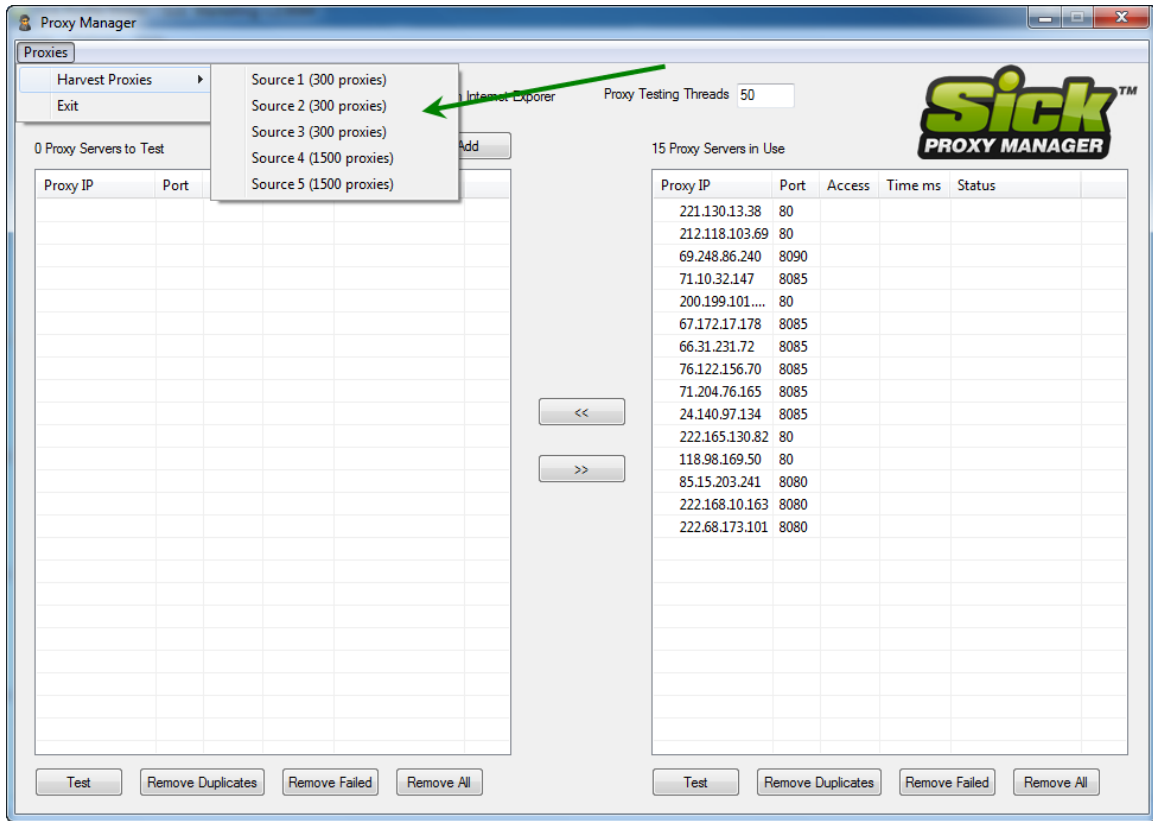 Proxy Manager
Proxies
Harvest Proxies
Exit
Source 1 (300 proxies)
Source 2 (300 proxies)
Source 3 (300 proxies)
Source 4 (1500 proxies)
Source 5 (1500 proxies)
Internet Exporer
Proxy Testing Threads 50
Sick TM
PROXY MANAGER
0 Proxy Servers to Test
Add
15 Proxy Servers in Use
Proxy IP Port
Proxy IP Port Access Time ms Status
221.130.13.38 80
212.118.103.69 80
69.248.86.240 8090
71.10.32.147 8085
200.199.101.... 80
67.172.17.178 8085
66.31.231.72 8085
76.122.156.70 8085
71.204.76.165 8085
24.140.97.134 8085
222.165.130.82 80
118.98.169.50 80
85.15.203.241 8080
222.168.10.163 8080
222.68.173.101 8080
<<
>>
Test Remove Duplicates Remove Failed Remove All
Test Remove Duplicates Remove Failed Remove All